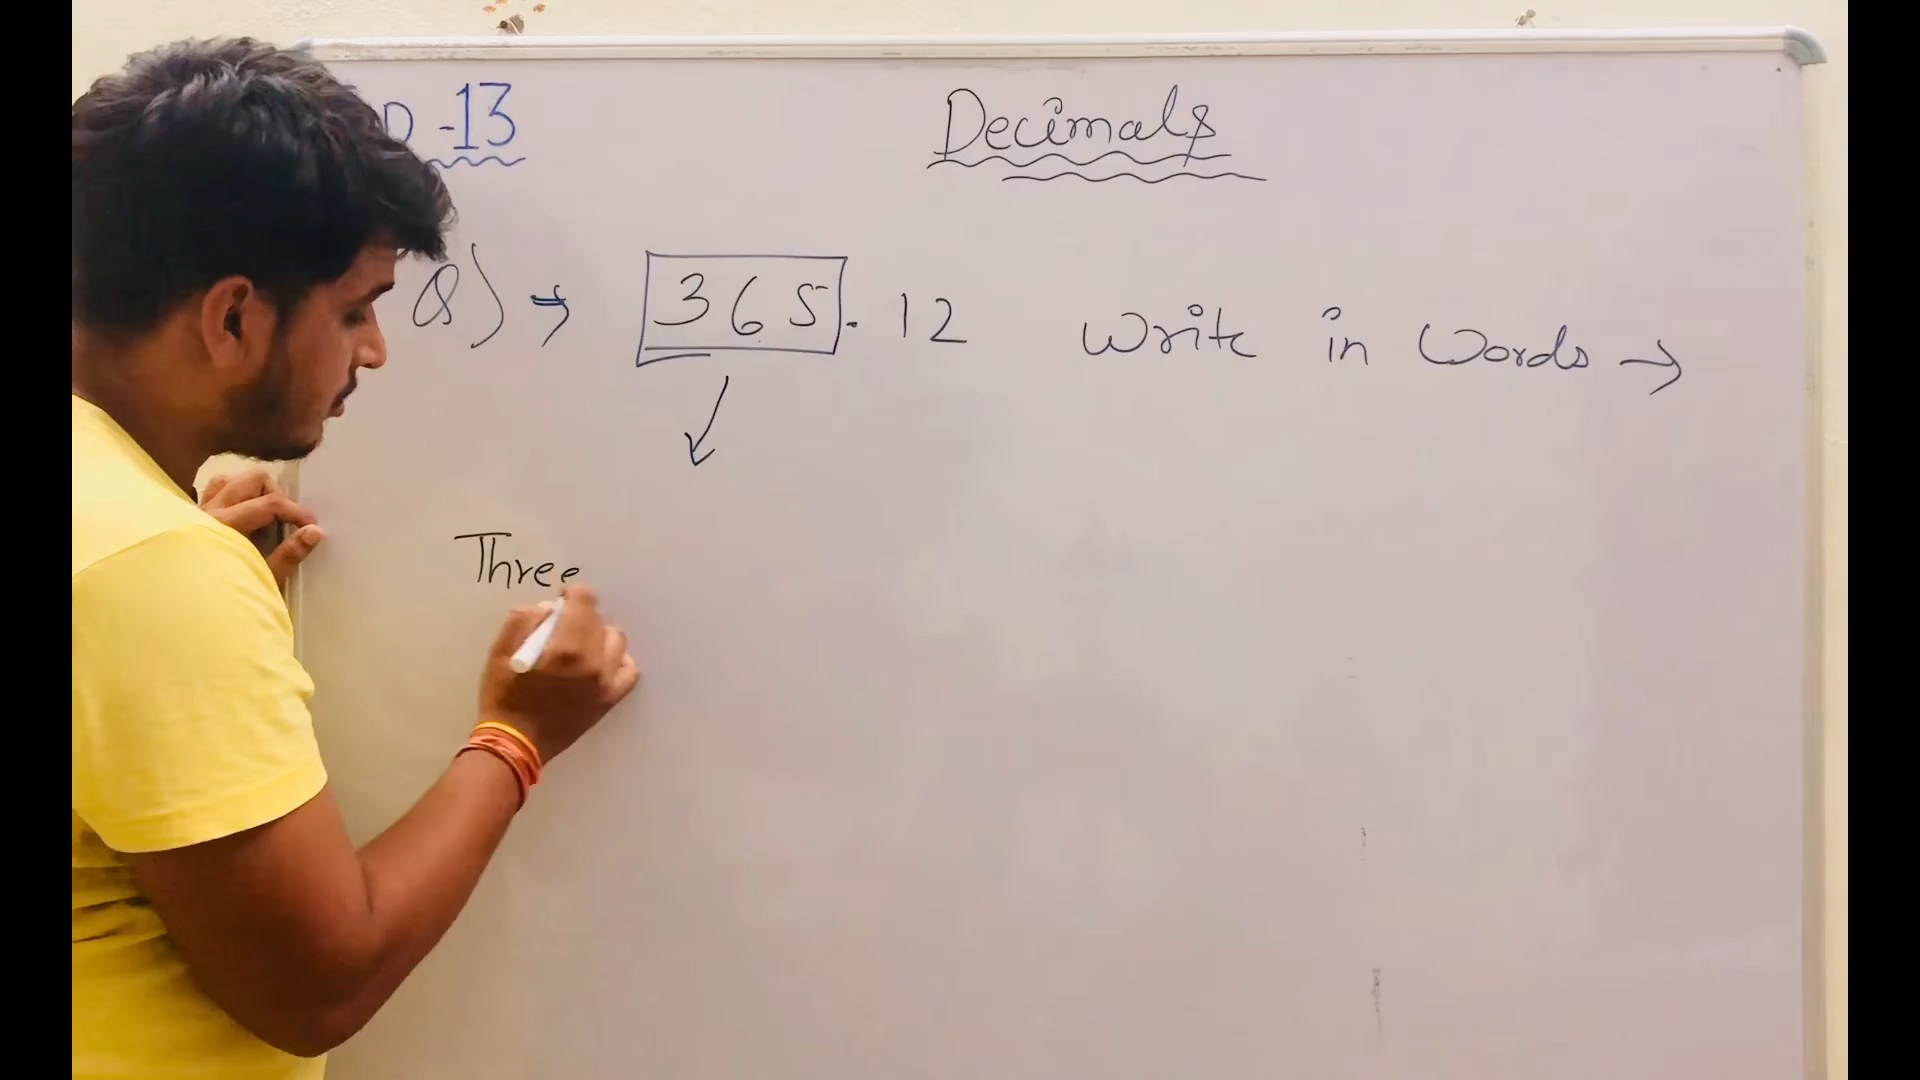 -13
Decimals
Q) → 365.12 Write in Words →
Three